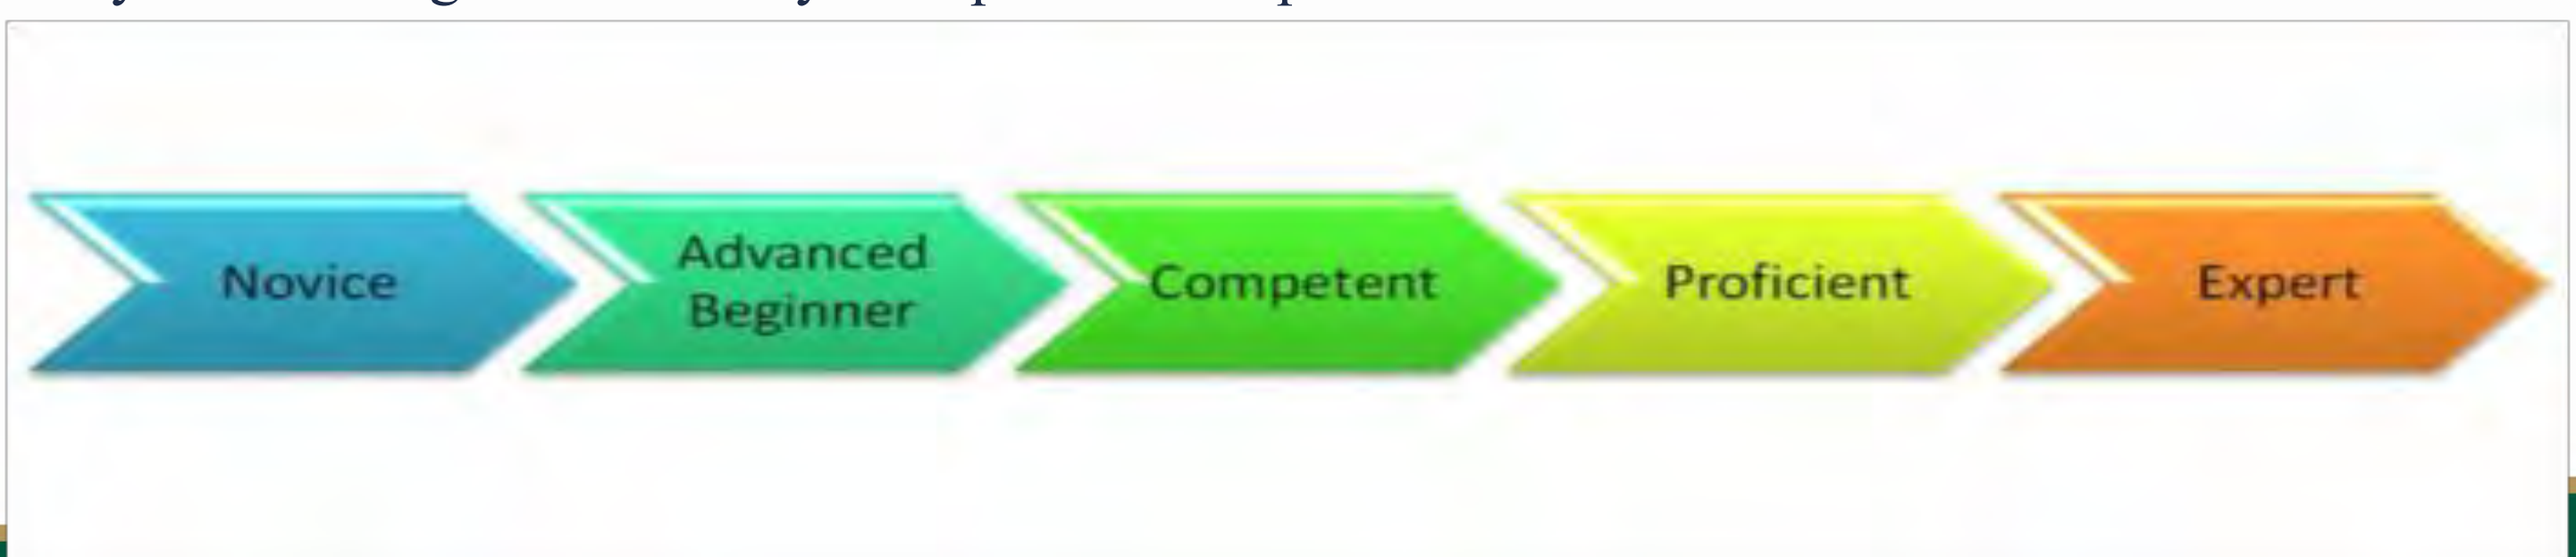 Novice
Advanced
Beginner
Competent
Proficient
Expert